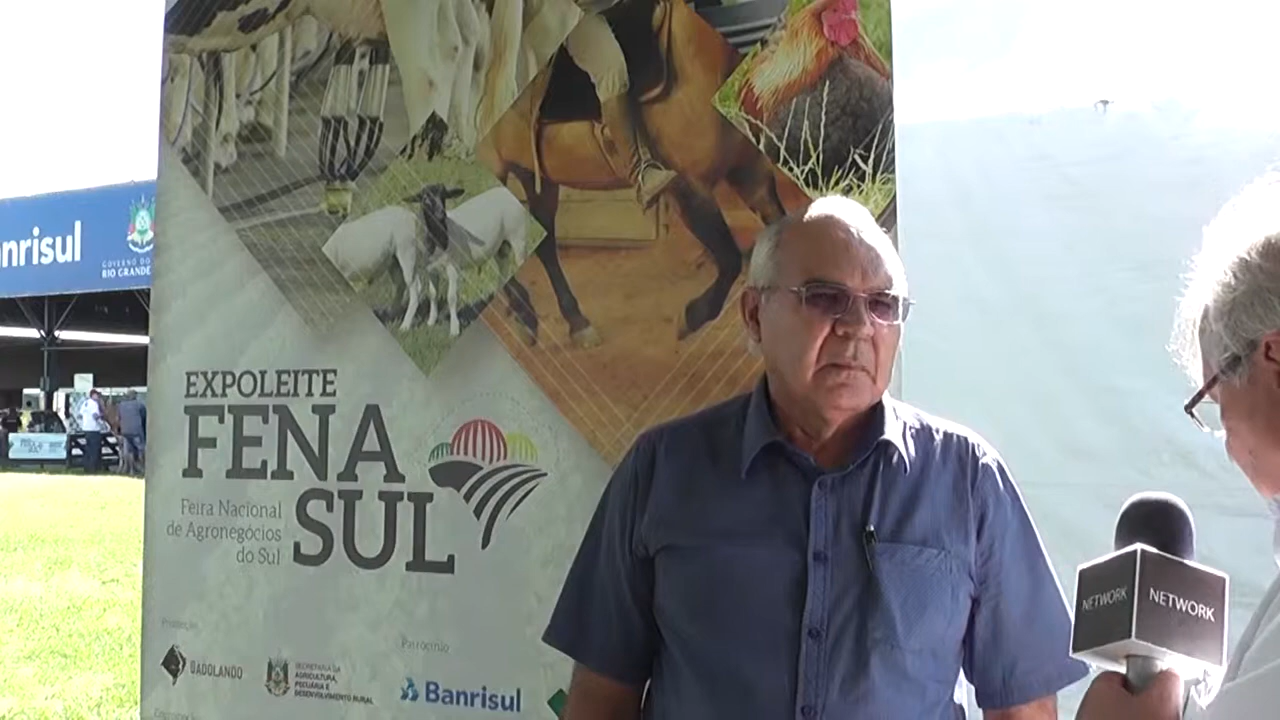 Banrisul
GOVERNO DO
RIO GRANDE
EXPOLEITE
FENA
SUL
Feira Nacional
de Agronegócios
do Sul
Promoção
Patrocínio
GADOLANDO
SECRETARIA DA
AGRICULTURA,
PECUÁRIA E
DESENVOLVIMENTO RURAL
Banrisul
NETWORK
NETWORK